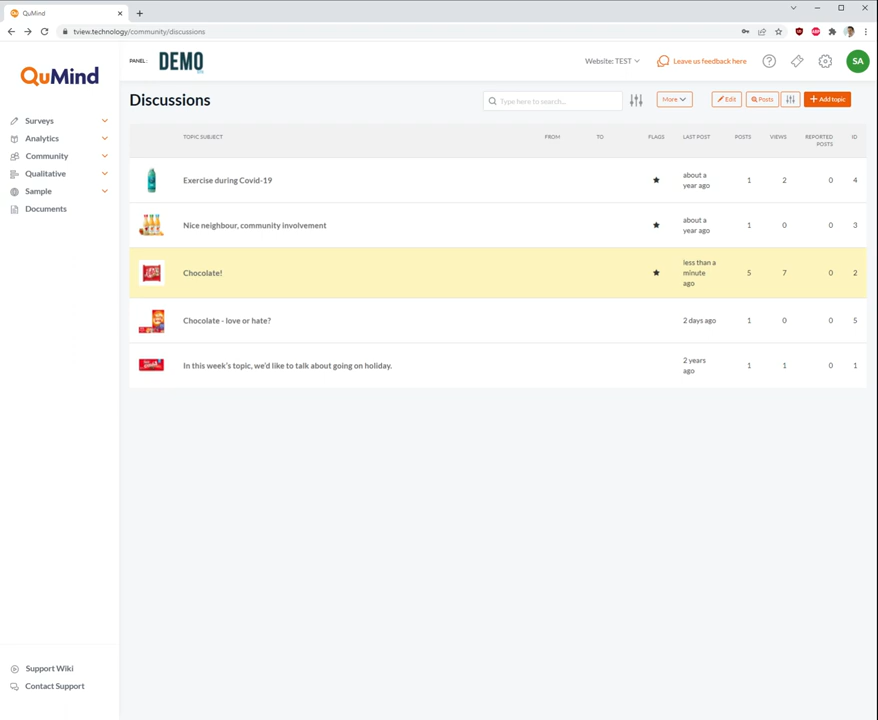 QuMind
tview.technology/community/discussions
PANEL: DEMO
Website: TEST
Leave us feedback here
SA
QuMind
Surveys
Analytics
Community
Qualitative
Sample
Documents
Discussions
Type here to search...
More
Edit
Posts
+ Add topic
TOPIC SUBJECT FROM TO FLAGS LAST POST POSTS VIEWS REPORTED POSTS ID
Exercise during Covid-19 about a year ago 1 2 0 4
Nice neighbour, community involvement about a year ago 1 0 0 3
Chocolate! less than a minute ago 5 7 0 2
Chocolate - love or hate? 2 days ago 1 0 0 5
In this week's topic, we'd like to talk about going on holiday. 2 years ago 1 1 0 1
Support Wiki
Contact Support